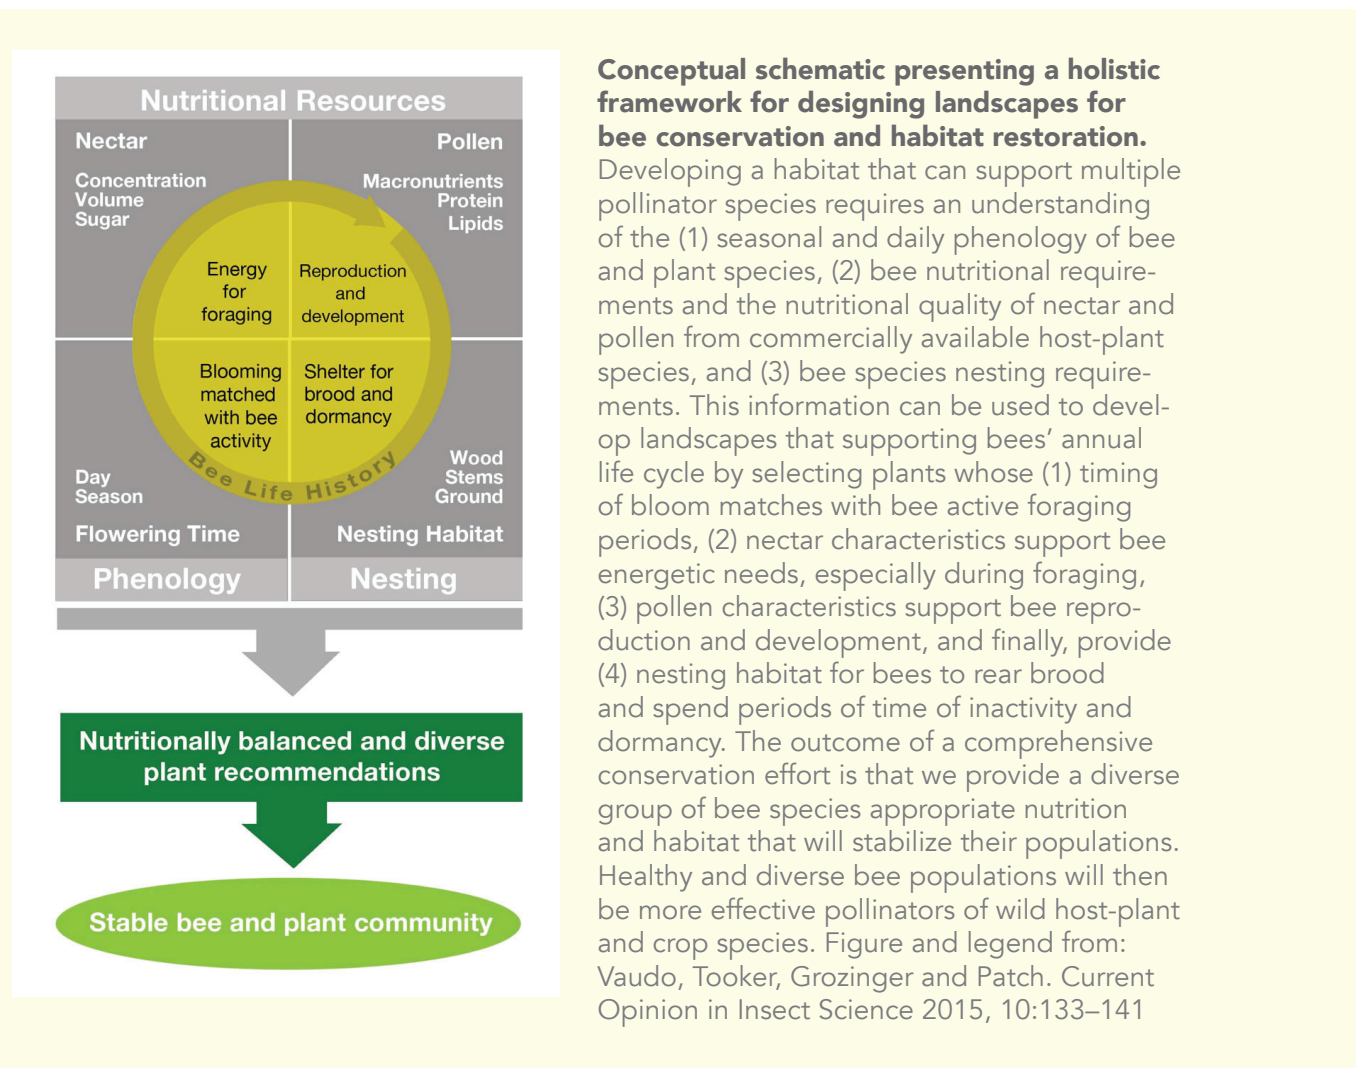 Nutritional Resources
Nectar
Concentration
Volume
Sugar
Pollen
Macronutrients
Protein
Lipids
Energy
for
foraging
Reproduction
and
development
Blooming
matched
with bee
activity
Shelter for
brood and
dormancy
Bee Life History
Day
Season
Flowering Time
Wood
Stems
Ground
Nesting Habitat
Phenology
Nesting
Nutritionally balanced and diverse
plant recommendations
Stable bee and plant community
Conceptual schematic presenting a holistic
framework for designing landscapes for
bee conservation and habitat restoration.
Developing a habitat that can support multiple
pollinator species requires an understanding
of the (1) seasonal and daily phenology of bee
and plant species, (2) bee nutritional require-
ments and the nutritional quality of nectar and
pollen from commercially available host-plant
species, and (3) bee species nesting require-
ments. This information can be used to devel-
op landscapes that supporting bees’ annual
life cycle by selecting plants whose (1) timing
of bloom matches with bee active foraging
periods, (2) nectar characteristics support bee
energetic needs, especially during foraging,
(3) pollen characteristics support bee repro-
duction and development, and finally, provide
(4) nesting habitat for bees to rear brood
and spend periods of time of inactivity and
dormancy. The outcome of a comprehensive
conservation effort is that we provide a diverse
group of bee species appropriate nutrition
and habitat that will stabilize their populations.
Healthy and diverse bee populations will then
be more effective pollinators of wild host-plant
and crop species. Figure and legend from:
Vaudo, Tooker, Grozinger and Patch. Current
Opinion in Insect Science 2015, 10:133–141